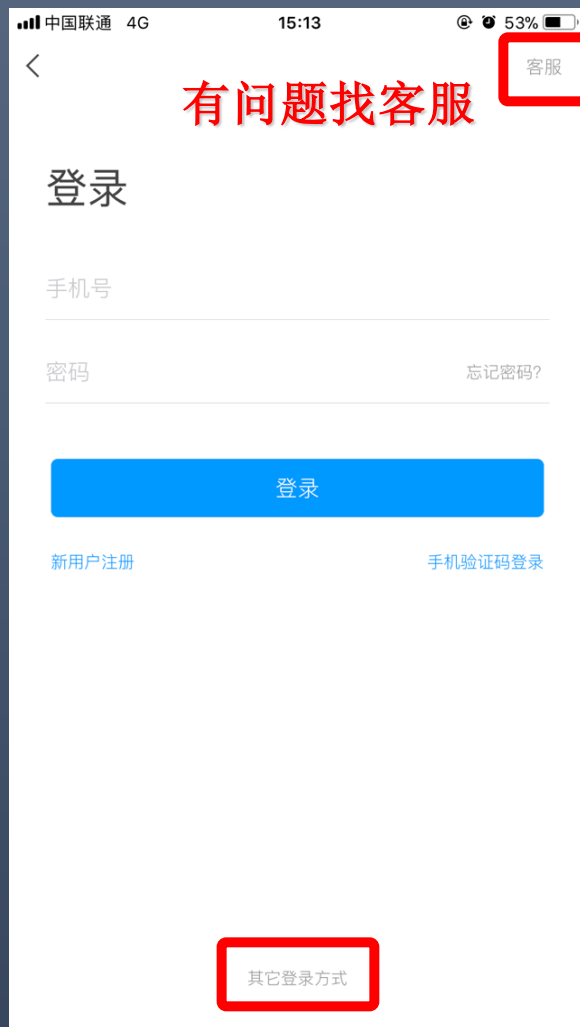 中国联通 4G 15:13 53%
客服
有问题找客服
登录
手机号
密码 忘记密码?
登录
新用户注册 手机验证码登录
其它登录方式